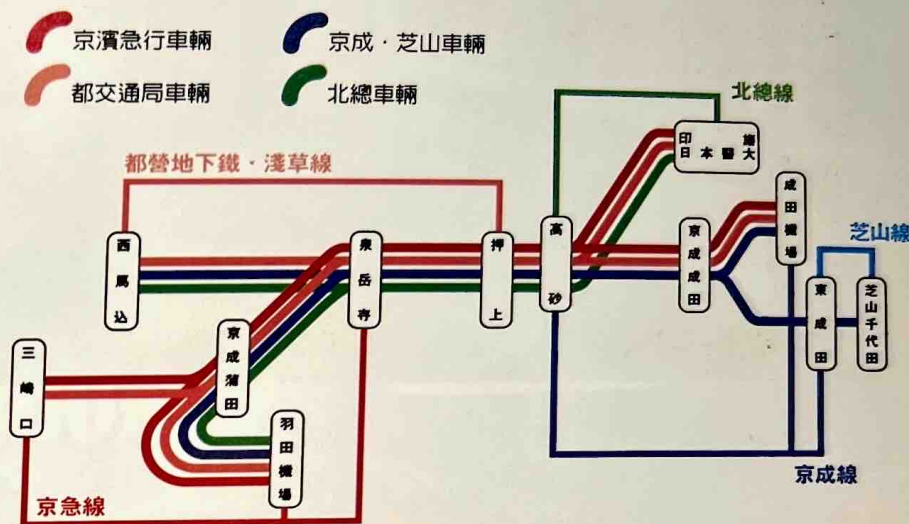 京濱急行車輛
京成・芝山車輛
都交通局車輛
北總車輛
北總線
印旛
日本醫大
都營地下鐵・淺草線
成田機場
芝山線
西馬込
泉岳寺
押上
高砂
京成成田
東成田
芝山千代田
京成蒲田
三崎口
羽田機場
京成線
京急線